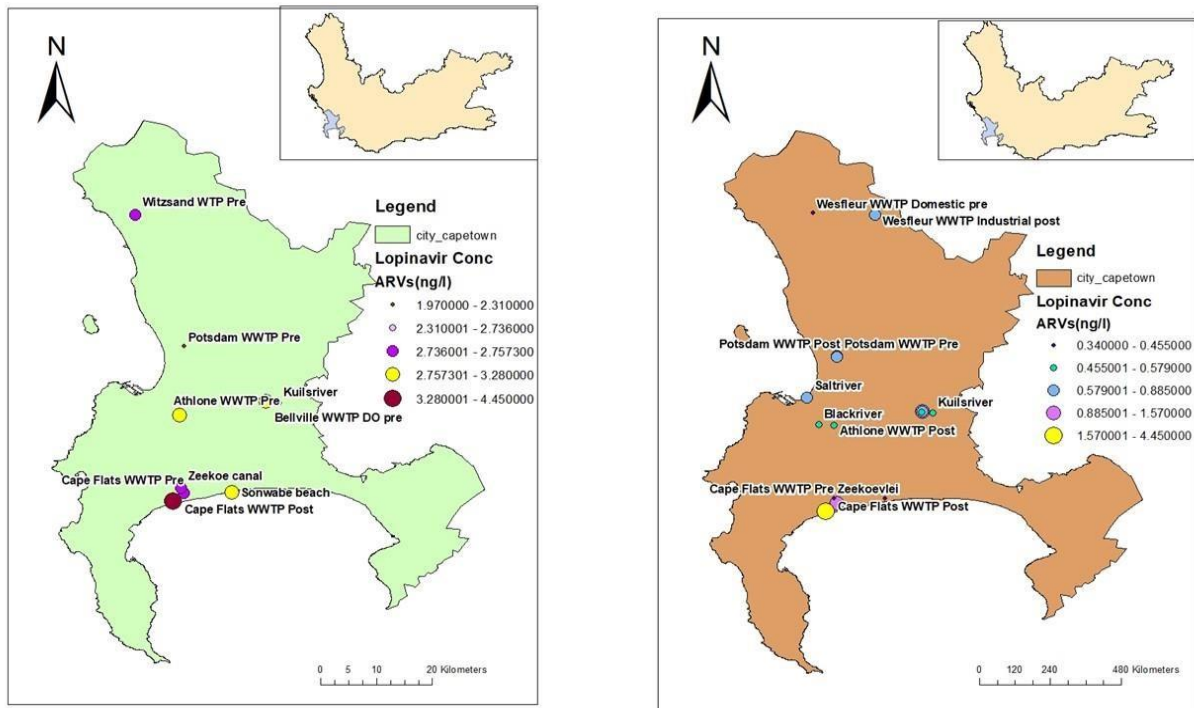 N
Witzsand WTP Pre
Legend
city_capetown
Lopinavir Conc
ARVs(ng/l)
1.970000 - 2.310000
2.310001 - 2.736000
2.736001 - 2.757300
2.757301 - 3.280000
3.280001 - 4.450000
Potsdam WWTP Pre
Kuilsriver
Athlone WWTP Pre
Bellville WWTP DO pre
Zeekoe canal
Cape Flats WWTP Pre
Sonwabe beach
Cape Flats WWTP Post
0 5 10 20 Kilometers
N
Wesfleur WWTP Domestic pre
Wesfleur WWTP Industrial post
Legend
city_capetown
Lopinavir Conc
ARVs(ng/l)
0.340000 - 0.455000
0.455001 - 0.579000
0.579001 - 0.885000
0.885001 - 1.570000
1.570001 - 4.450000
Potsdam WWTP Post Potsdam WWTP Pre
Saltriver
Kuilsriver
Blackriver
Athlone WWTP Post
Cape Flats WWTP Pre Zeekoevlei
Cape Flats WWTP Post
0 120 240 480 Kilometers